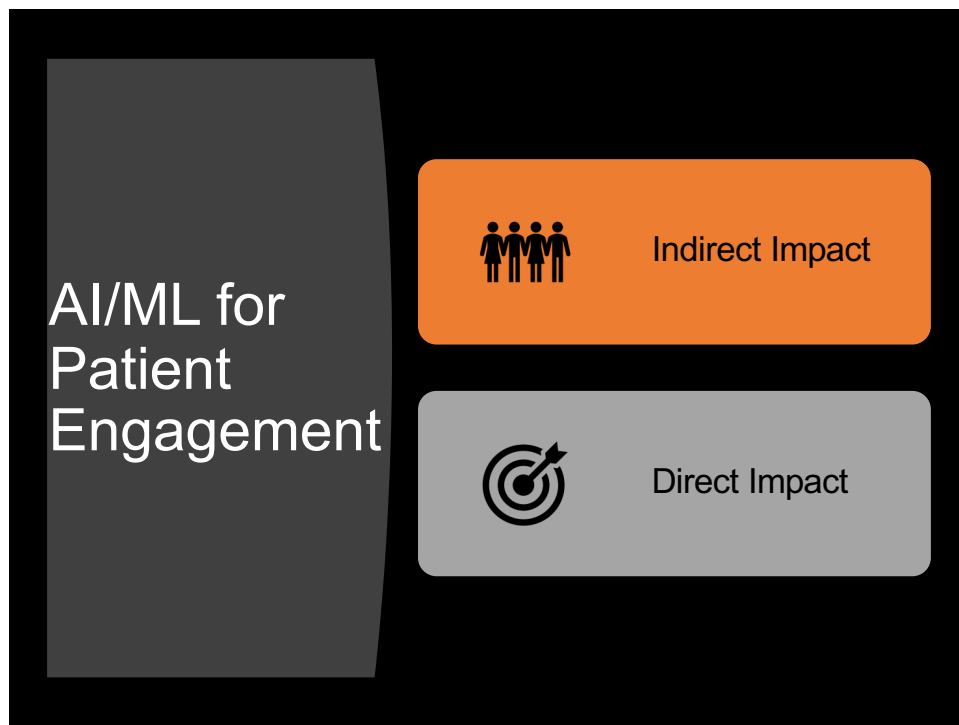 AI/ML for
Patient
Engagement
Indirect Impact
Direct Impact